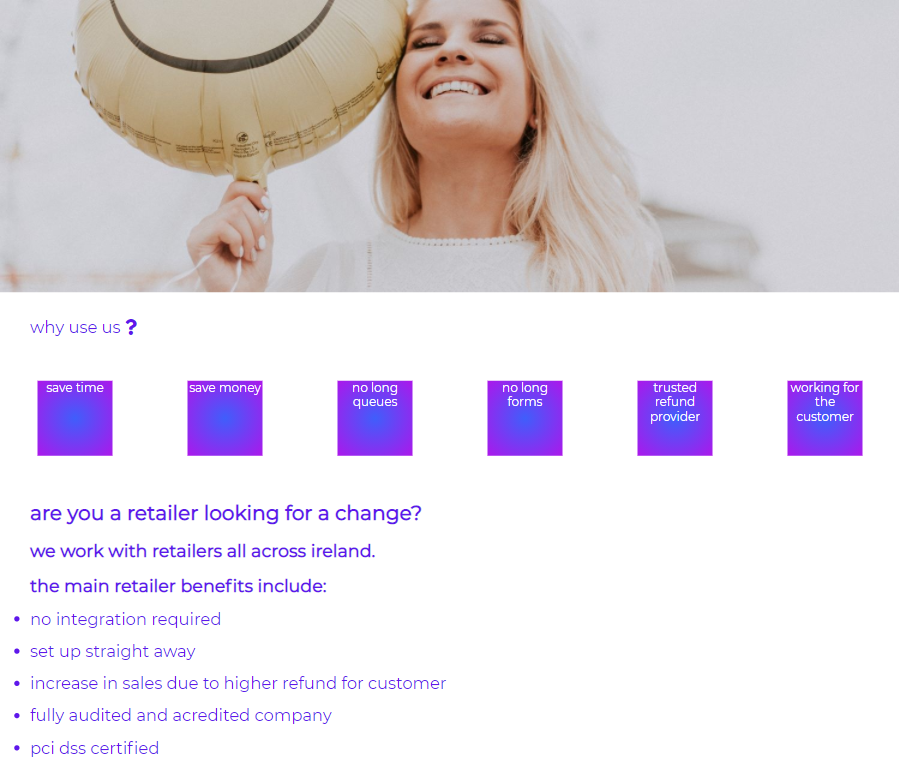 why use us ?
save time
save money
no long
queues
no long
forms
trusted
refund
provider
working for
the
customer
are you a retailer looking for a change?
we work with retailers all across ireland.
the main retailer benefits include:
• no integration required
• set up straight away
• increase in sales due to higher refund for customer
• fully audited and acredited company
• pci dss certified